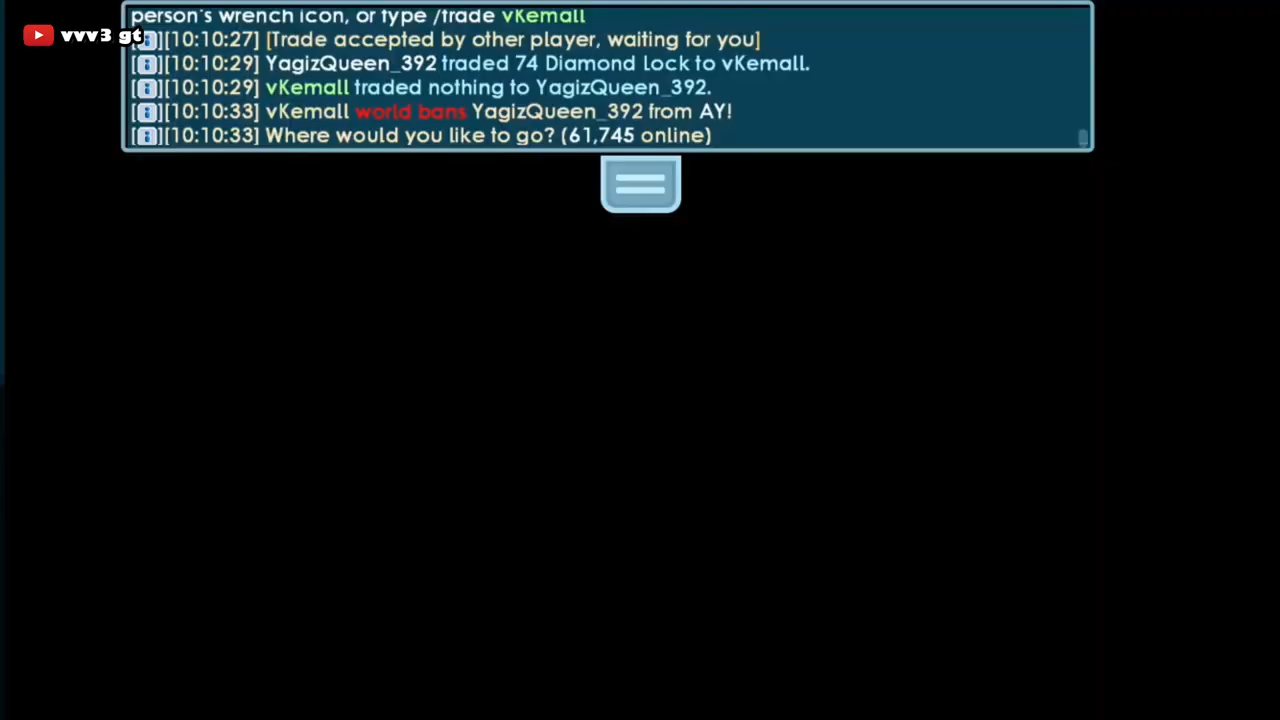 person's wrench icon, or type /trade vKemall
vvv3 gt
[i][10:10:27] [Trade accepted by other player, waiting for you]
[i][10:10:29] YagizQueen_392 traded 74 Diamond Lock to vKemall.
[i][10:10:29] vKemall traded nothing to YagizQueen_392.
[i][10:10:33] vKemall world bans YagizQueen_392 from AY!
[i][10:10:33] Where would you like to go? (61,745 online)